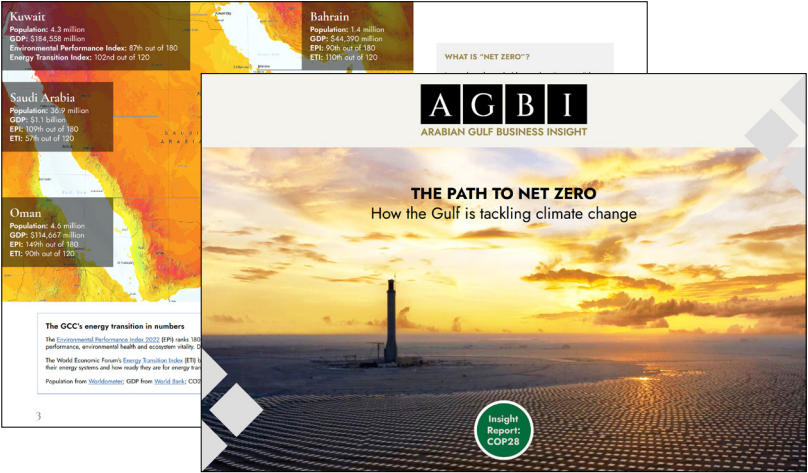 Kuwait
Population: 4.3 million
GDP: $184,558 million
Environmental Performance Index: 87th out of 180
Energy Transition Index: 102nd out of 120
Bahrain
Population: 1.4 million
GDP: $44,390 million
EPI: 90th out of 180
ETI: 110th out of 120
WHAT IS “NET ZERO”?
Saudi Arabia
Population: 36.9 million
GDP: $1.1 billion
EPI: 109th out of 180
ETI: 57th out of 120
Oman
Population: 4.6 million
GDP: $114,667 million
EPI: 149th out of 180
ETI: 90th out of 120
The GCC's energy transition in numbers
The Environmental Performance Index 2022 (EPI) ranks 180
performance, environmental health and ecosystem vitality.
The World Economic Forum's Energy Transition Index (ETI)
their energy systems and how ready they are for energy
Population from Worldometer; GDP from World Bank;
3
AGBI
ARABIAN GULF BUSINESS INSIGHT
THE PATH TO NET ZERO
How the Gulf is tackling climate change
Insight
Report:
COP28